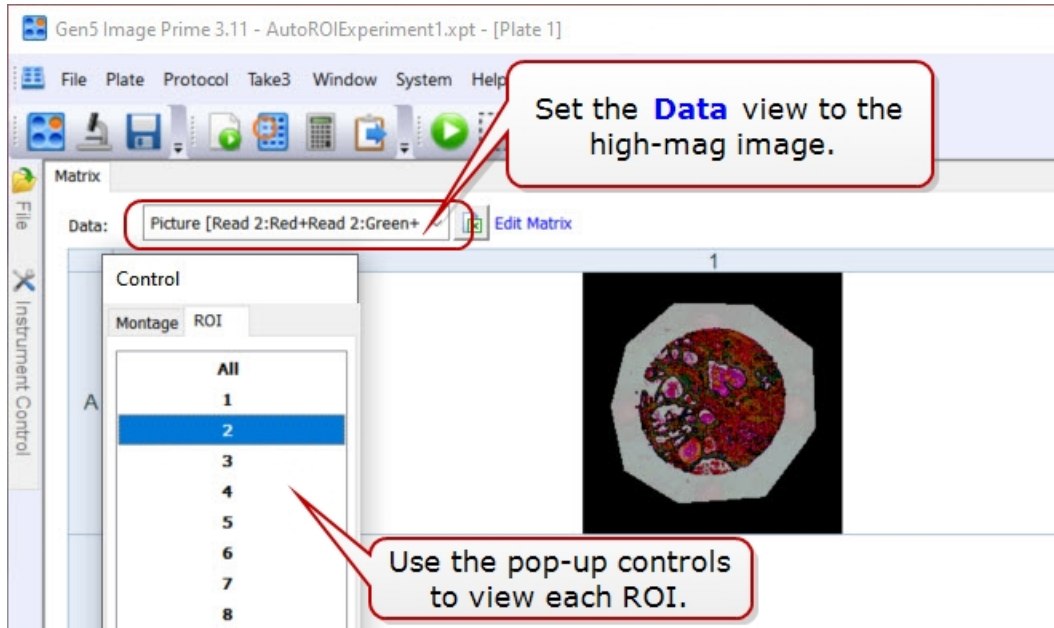 Gen5 Image Prime 3.11 - AutoROIExperiment1.xpt - [Plate 1]
File Plate Protocol Take3 Window System Help
Set the Data view to the
high-mag image.
Matrix
File
Data: Picture [Read 2:Red+Read 2:Green+ Edit Matrix
1
Control
Montage ROI
Instrument Control
All
A
1
2
3
4
5
6
7
8
Use the pop-up controls
to view each ROI.